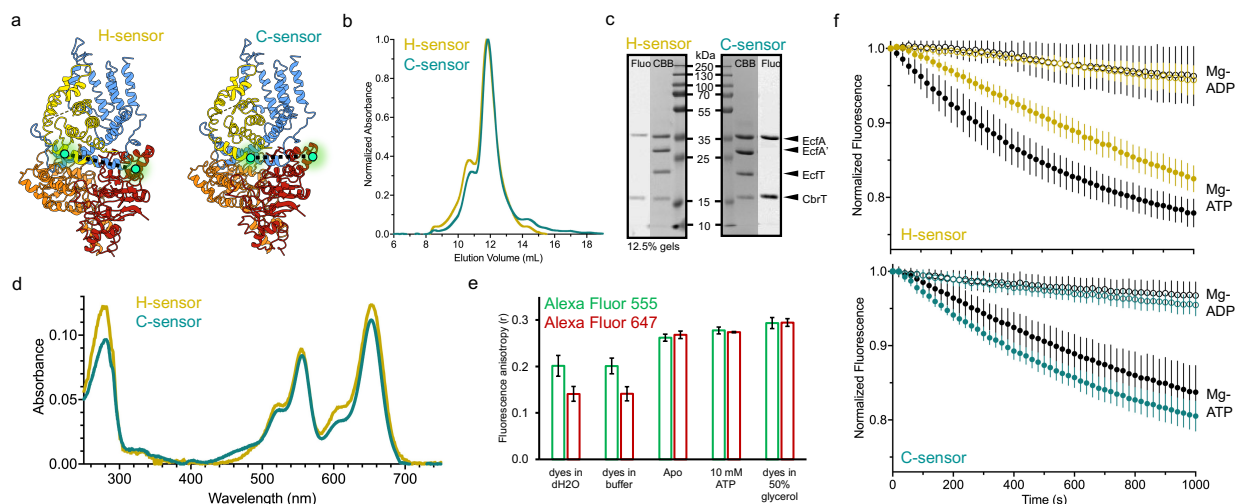 a
H-sensor
C-sensor
b
H-sensor
C-sensor
Normalized Absorbance
1.0
0.8
0.6
0.4
0.2
0.0
6
8
10
12
14
16
18
Elution Volume (mL)
c
H-sensor
C-sensor
Fluo
CBB
kDa
CBB
Fluo
250
130
100
70
55
35
25
15
10
EcfA
EcfA'
EcfT
CbrT
12.5% gels
d
H-sensor
C-sensor
Absorbance
0.10
0.05
0.00
300
400
500
600
700
Wavelength (nm)
e
Alexa Fluor 555
Alexa Fluor 647
Fluorescence anisotropy (r)
0.3
0.2
0.1
0.0
dyes in dH2O
dyes in buffer
Apo
10 mM ATP
dyes in 50% glycerol
f
Normalized Fluorescence
1.0
0.9
0.8
Mg-ADP
Mg-ATP
H-sensor
Normalized Fluorescence
1.0
0.9
0.8
Mg-ADP
Mg-ATP
C-sensor
0
200
400
600
800
1000
Time (s)